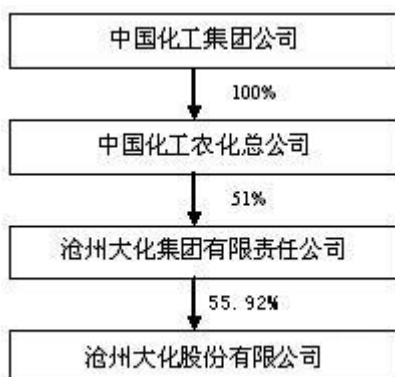 中国化工集团公司
100%
中国化工农化总公司
51%
沧州大化集团有限责任公司
55.92%
沧州大化股份有限公司